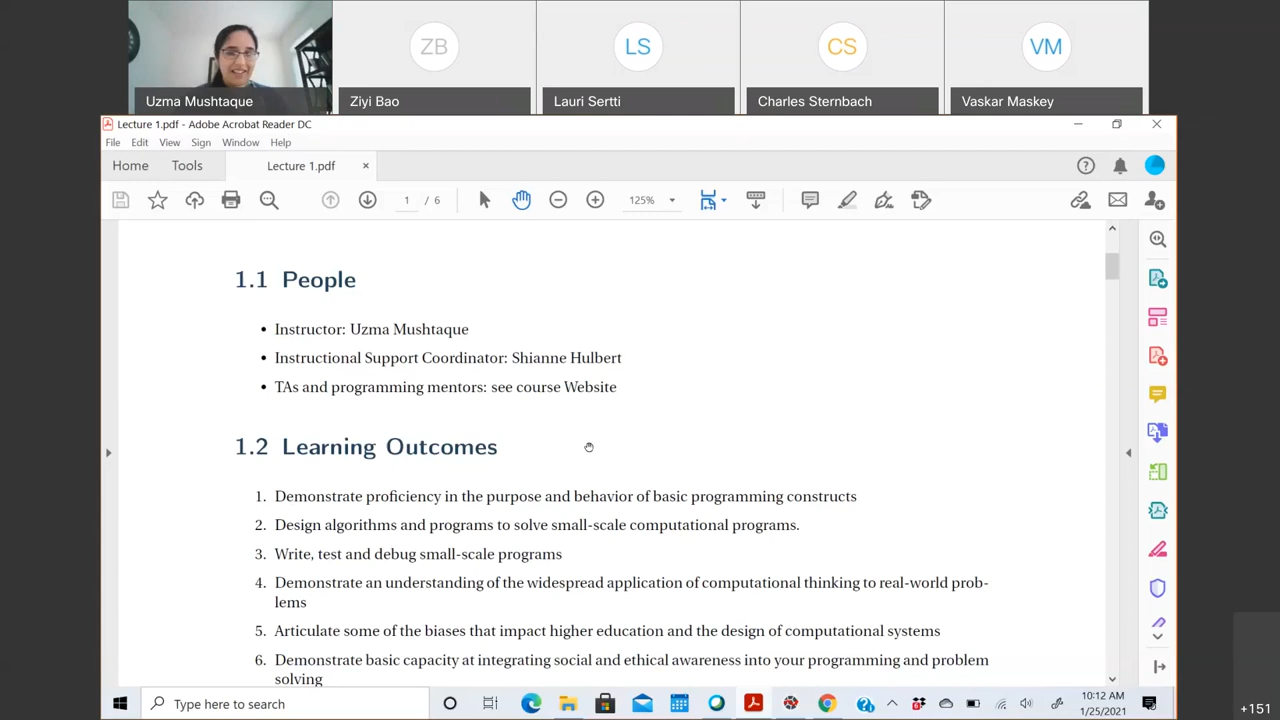 ZB
LS
CS
VM
Uzma Mushtaque
Ziyi Bao
Lauri Sertti
Charles Sternbach
Vaskar Maskey
Lecture 1.pdf - Adobe Acrobat Reader DC
File Edit View Sign Window Help
Home Tools Lecture 1.pdf ×
1 / 6 125%
1.1 People
• Instructor: Uzma Mushtaque
• Instructional Support Coordinator: Shianne Hulbert
• TAs and programming mentors: see course Website
1.2 Learning Outcomes
1. Demonstrate proficiency in the purpose and behavior of basic programming constructs
2. Design algorithms and programs to solve small-scale computational programs.
3. Write, test and debug small-scale programs
4. Demonstrate an understanding of the widespread application of computational thinking to real-world prob-
lems
5. Articulate some of the biases that impact higher education and the design of computational systems
6. Demonstrate basic capacity at integrating social and ethical awareness into your programming and problem
solving
Type here to search
10:12 AM
1/25/2021
+151